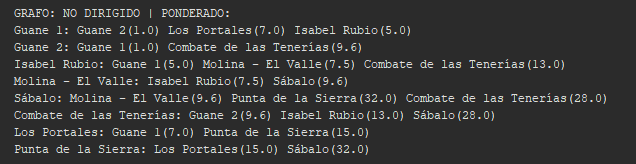 GRAFO: NO DIRIGIDO | PONDERADO:
Guane 1: Guane 2(1.0) Los Portales(7.0) Isabel Rubio(5.0)
Guane 2: Guane 1(1.0) Combate de las Tenerías(9.6)
Isabel Rubio: Guane 1(5.0) Molina - El Valle(7.5) Combate de las Tenerías(13.0)
Molina - El Valle: Isabel Rubio(7.5) Sábalo(9.6)
Sábalo: Molina - El Valle(9.6) Punta de la Sierra(32.0) Combate de las Tenerías(28.0)
Combate de las Tenerías: Guane 2(9.6) Isabel Rubio(13.0) Sábalo(28.0)
Los Portales: Guane 1(7.0) Punta de la Sierra(15.0)
Punta de la Sierra: Los Portales(15.0) Sábalo(32.0)